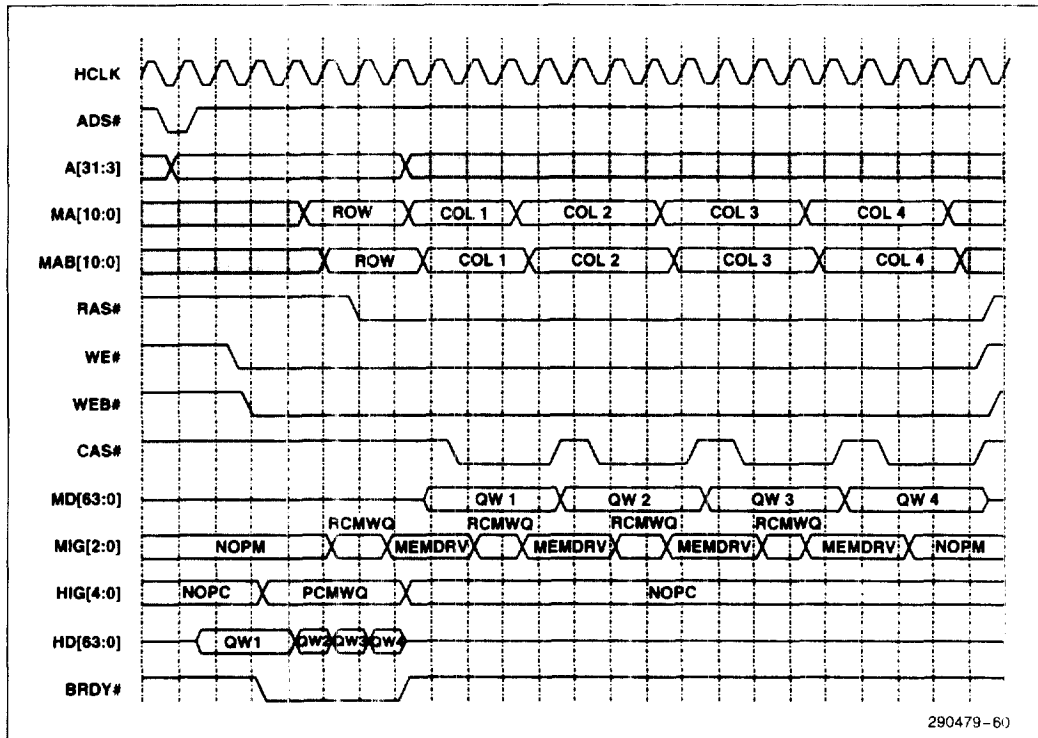 HCLK
ADS#
A[31:3]
MA[10:0] ROW COL 1 COL 2 COL 3 COL 4
MAB[10:0] ROW COL 1 COL 2 COL 3 COL 4
RAS#
WE#
WEB#
CAS#
MD[63:0] QW 1 QW 2 QW 3 QW 4
RCMWQ RCMWQ RCMWQ RCMWQ
MIG[2:0] NOPM MEMDRV MEMDRV MEMDRV MEMDRV NOPM
HIG[4:0] NOPC PCMWQ NOPC
HD[63:0] QW1 QW2 QW3 QW4
BRDY#
290479-60